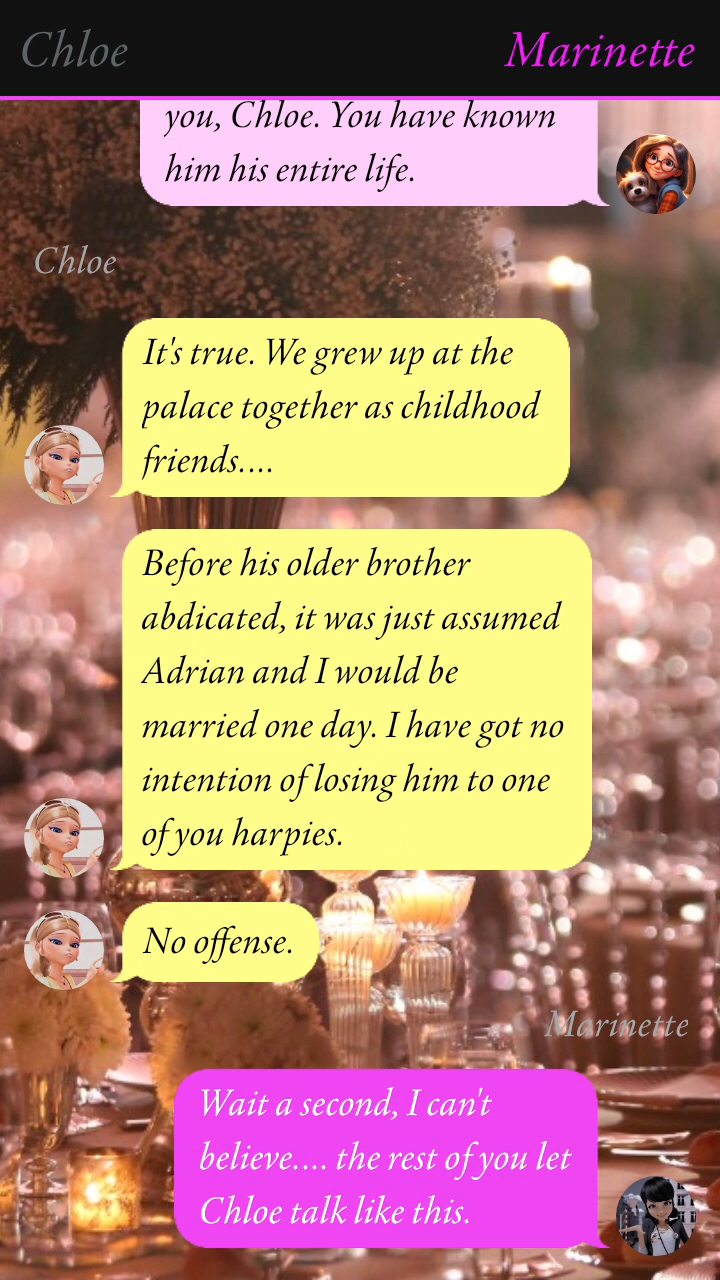 Chloe
Marinette
you, Chloe. You have known
him his entire life.
Chloe
It's true. We grew up at the
palace together as childhood
friends....
Before his older brother
abdicated, it was just assumed
Adrian and I would be
married one day. I have got no
intention of losing him to one
of you harpies.
No offense.
Marinette
Wait a second, I can't
believe.... the rest of you let
Chloe talk like this.